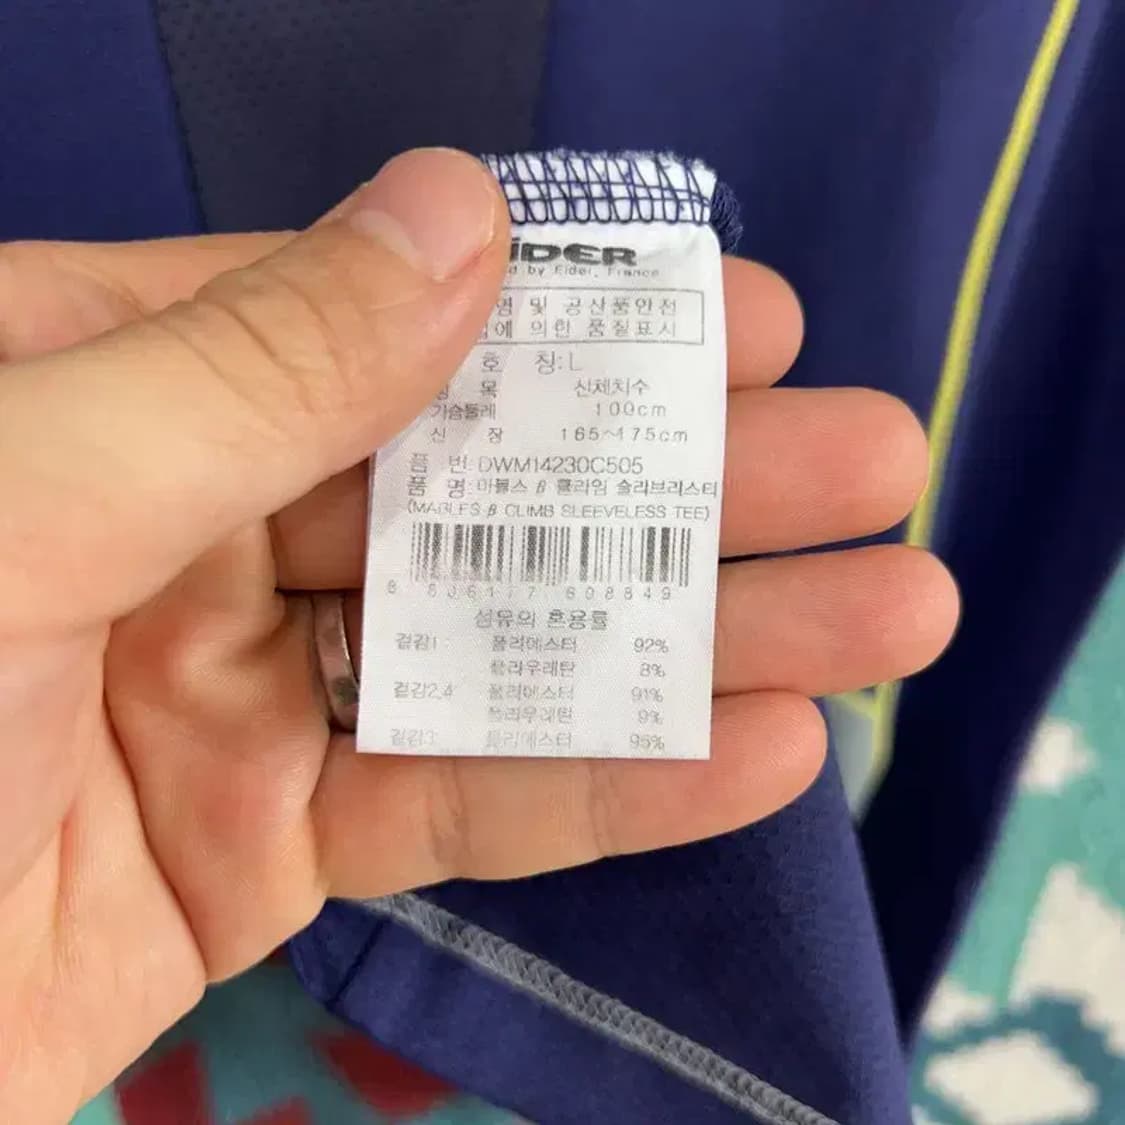 iDER
d by Eider, France
명 및 공산품안전
에 의한 품질표시
호 칭: L
항 목 신체치수
가슴둘레 100cm
신 장 165~175cm
품 번: DWM14230C505
품 명: 마블스 β 클라임 슬리브리스티
(MABLES β CLIMB SLEEVELESS TEE)
8 806177 608849
섬유의 혼용률
겉감1: 폴리에스터 92%
폴리우레탄 8%
겉감2,4 폴리에스터 91%
폴리우레탄 9%
겉감3: 폴리에스터 95%